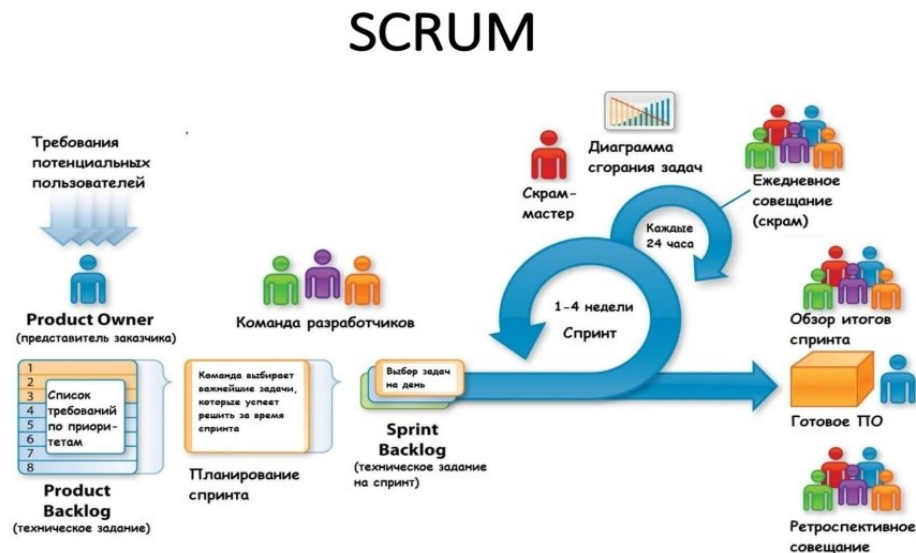 SCRUM
Требования
потенциальных
пользователей
Product Owner
(представитель заказчика)
1
2
3
4
5
6
7
8
Список
требований
по приори-
тетам
Product
Backlog
(техническое задание)
Команда разработчиков
Команда выбирает
важнейшие задачи,
которые успеет
решить за время
спринта
Планирование
спринта
Выбор задач
на день
Sprint
Backlog
(техническое задание
на спринт)
Скрам-
мастер
Диаграмма
сгорания задач
Ежедневное
совещание
(скрам)
Каждые
24 часа
1-4 недели
Спринт
Обзор итогов
спринта
Готовое ПО
Ретроспективное
совещание